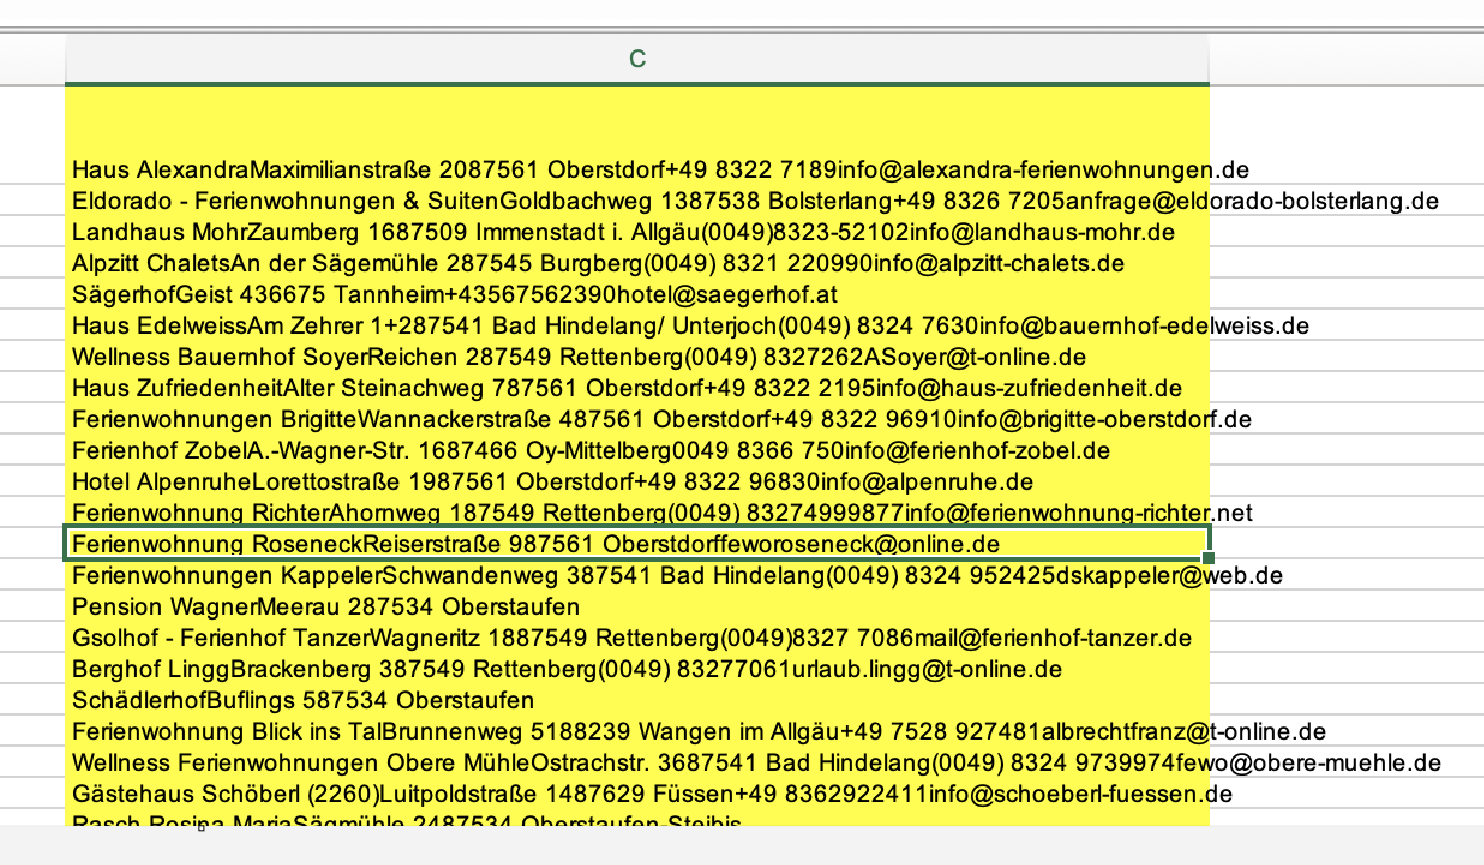 C
Haus AlexandraMaximilianstraße 2087561 Oberstdorf+49 8322 7189info@alexandra-ferienwohnungen.de
Eldorado - Ferienwohnungen & SuitenGoldbachweg 1387538 Bolsterlang+49 8326 7205anfrage@eldorado-bolsterlang.de
Landhaus MohrZaumberg 1687509 Immenstadt i. Allgäu(0049)8323-52102info@landhaus-mohr.de
Alpzitt ChaletsAn der Sägemühle 287545 Burgberg(0049) 8321 220990info@alpzitt-chalets.de
SägerhofGeist 436675 Tannheim+43567562390hotel@saegerhof.at
Haus EdelweissAm Zehrer 1+287541 Bad Hindelang/ Unterjoch(0049) 8324 7630info@bauernhof-edelweiss.de
Wellness Bauernhof SoyerReichen 287549 Rettenberg(0049) 8327262ASoyer@t-online.de
Haus ZufriedenheitAlter Steinachweg 787561 Oberstdorf+49 8322 2195info@haus-zufriedenheit.de
Ferienwohnungen BrigitteWannackerstraße 487561 Oberstdorf+49 8322 96910info@brigitte-oberstdorf.de
Ferienhof ZobelA.-Wagner-Str. 1687466 Oy-Mittelberg0049 8366 750info@ferienhof-zobel.de
Hotel AlpenruheLorettostraße 1987561 Oberstdorf+49 8322 96830info@alpenruhe.de
Ferienwohnung RichterAhornweg 187549 Rettenberg(0049) 83274999877info@ferienwohnung-richter.net
Ferienwohnung RoseneckReiserstraße 987561 Oberstdorffeworoseneck@online.de
Ferienwohnungen KappelerSchwandenweg 387541 Bad Hindelang(0049) 8324 952425dskappeler@web.de
Pension WagnerMeerau 287534 Oberstaufen
Gsolhof - Ferienhof TanzerWagneritz 1887549 Rettenberg(0049)8327 7086mail@ferienhof-tanzer.de
Berghof LinggBrackenberg 387549 Rettenberg(0049) 83277061urlaub.lingg@t-online.de
SchädlerhofBuflings 587534 Oberstaufen
Ferienwohnung Blick ins TalBrunnenweg 5188239 Wangen im Allgäu+49 7528 927481albrechtfranz@t-online.de
Wellness Ferienwohnungen Obere MühleOstrachstr. 3687541 Bad Hindelang(0049) 8324 9739974fewo@obere-muehle.de
Gästehaus Schöberl (2260)Luitpoldstraße 1487629 Füssen+49 8362922411info@schoeberl-fuessen.de
Rasch Rosina MariaSägmühle 2487534 Oberstaufen-Steibis